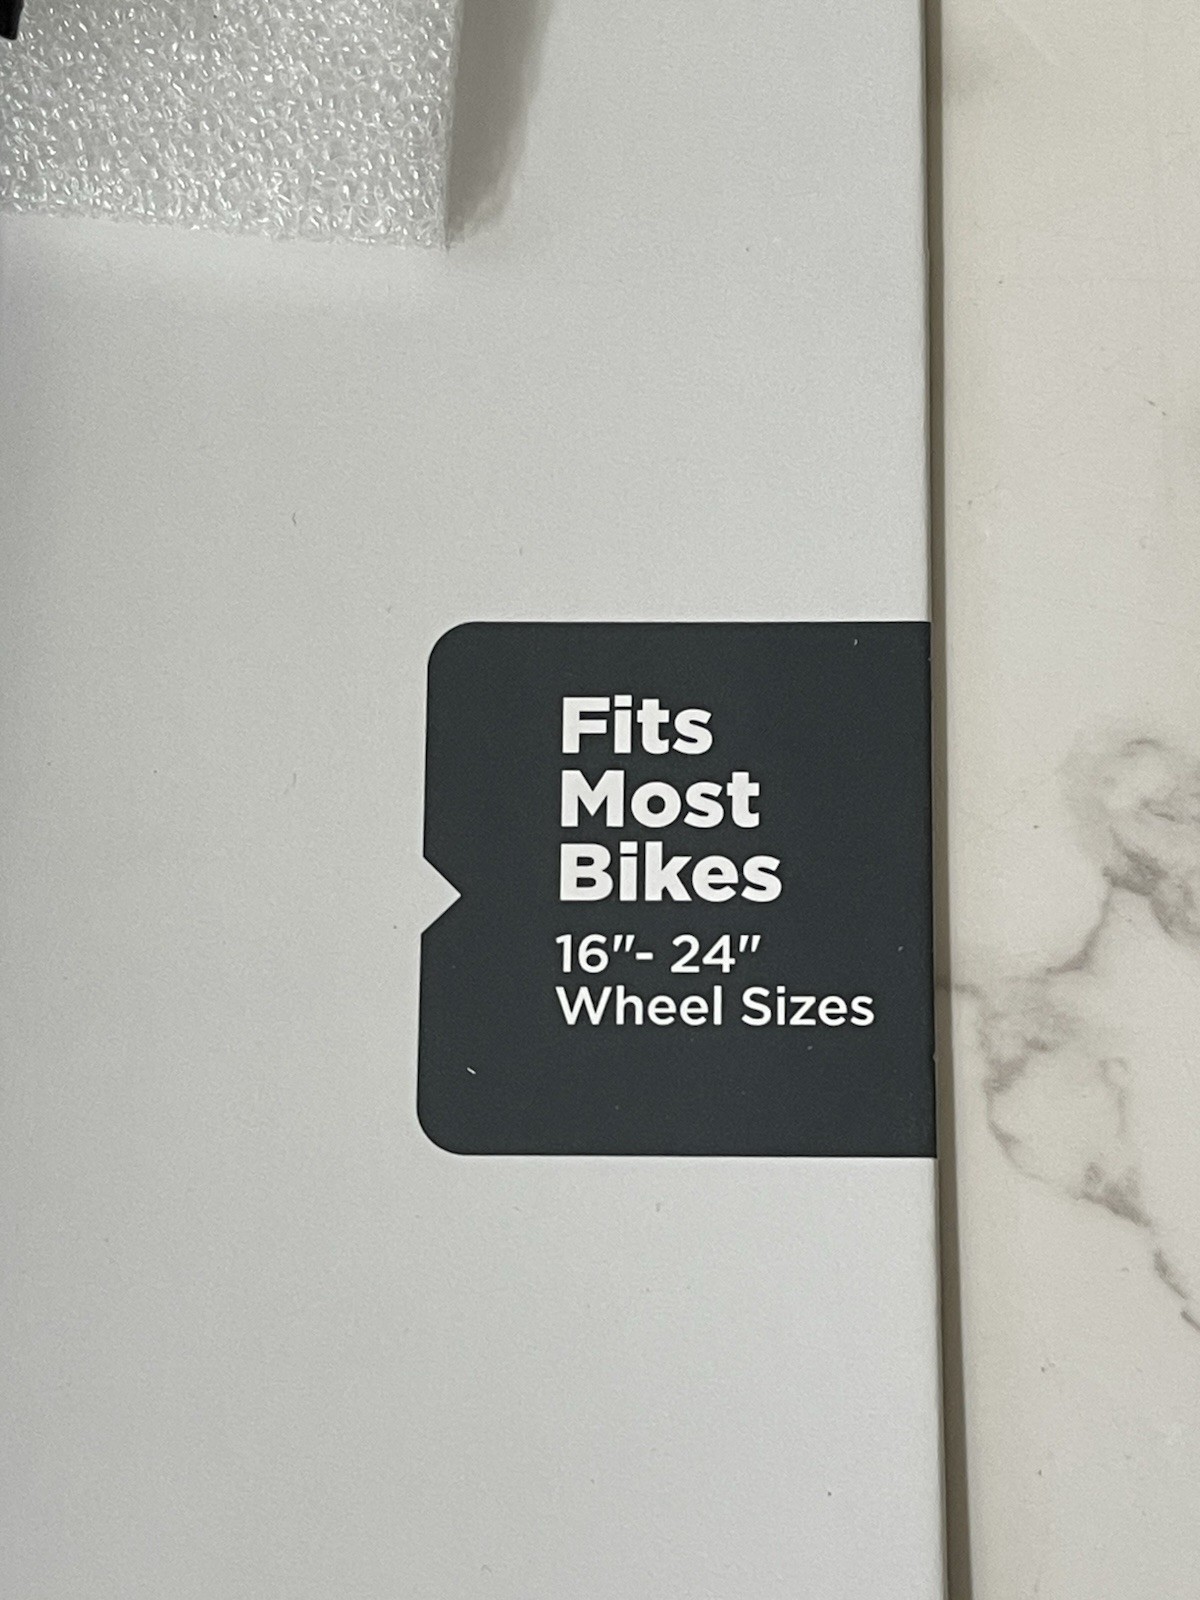 Fits
Most
Bikes
16"- 24"
Wheel Sizes